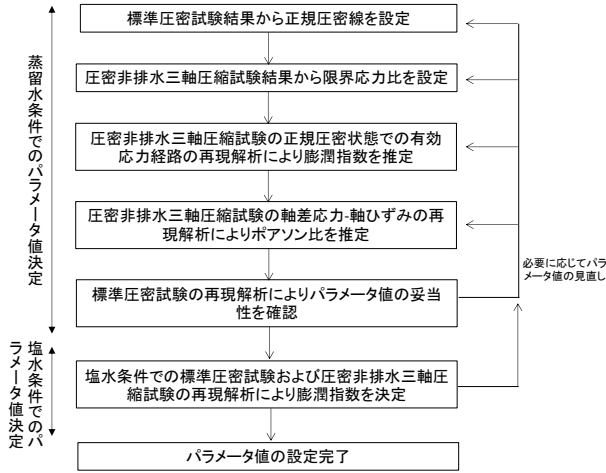 標準圧密試験結果から正規圧密線を設定
圧密非排水三軸圧縮試験結果から限界応力比を設定
圧密非排水三軸圧縮試験の正規圧密状態での有効
応力経路の再現解析により膨潤指数を推定
圧密非排水三軸圧縮試験の軸差応力-軸ひずみの再
現解析によりポアソン比を推定
標準圧密試験の再現解析によりパラメータ値の妥当
性を確認
塩水条件での標準圧密試験および圧密非排水三軸圧
縮試験の再現解析により膨潤指数を決定
パラメータ値の設定完了
蒸留水条件でのパラメータ値決定
塩水条件でのパ
ラメータ値決定
必要に応じてパラ
メータ値の見直し